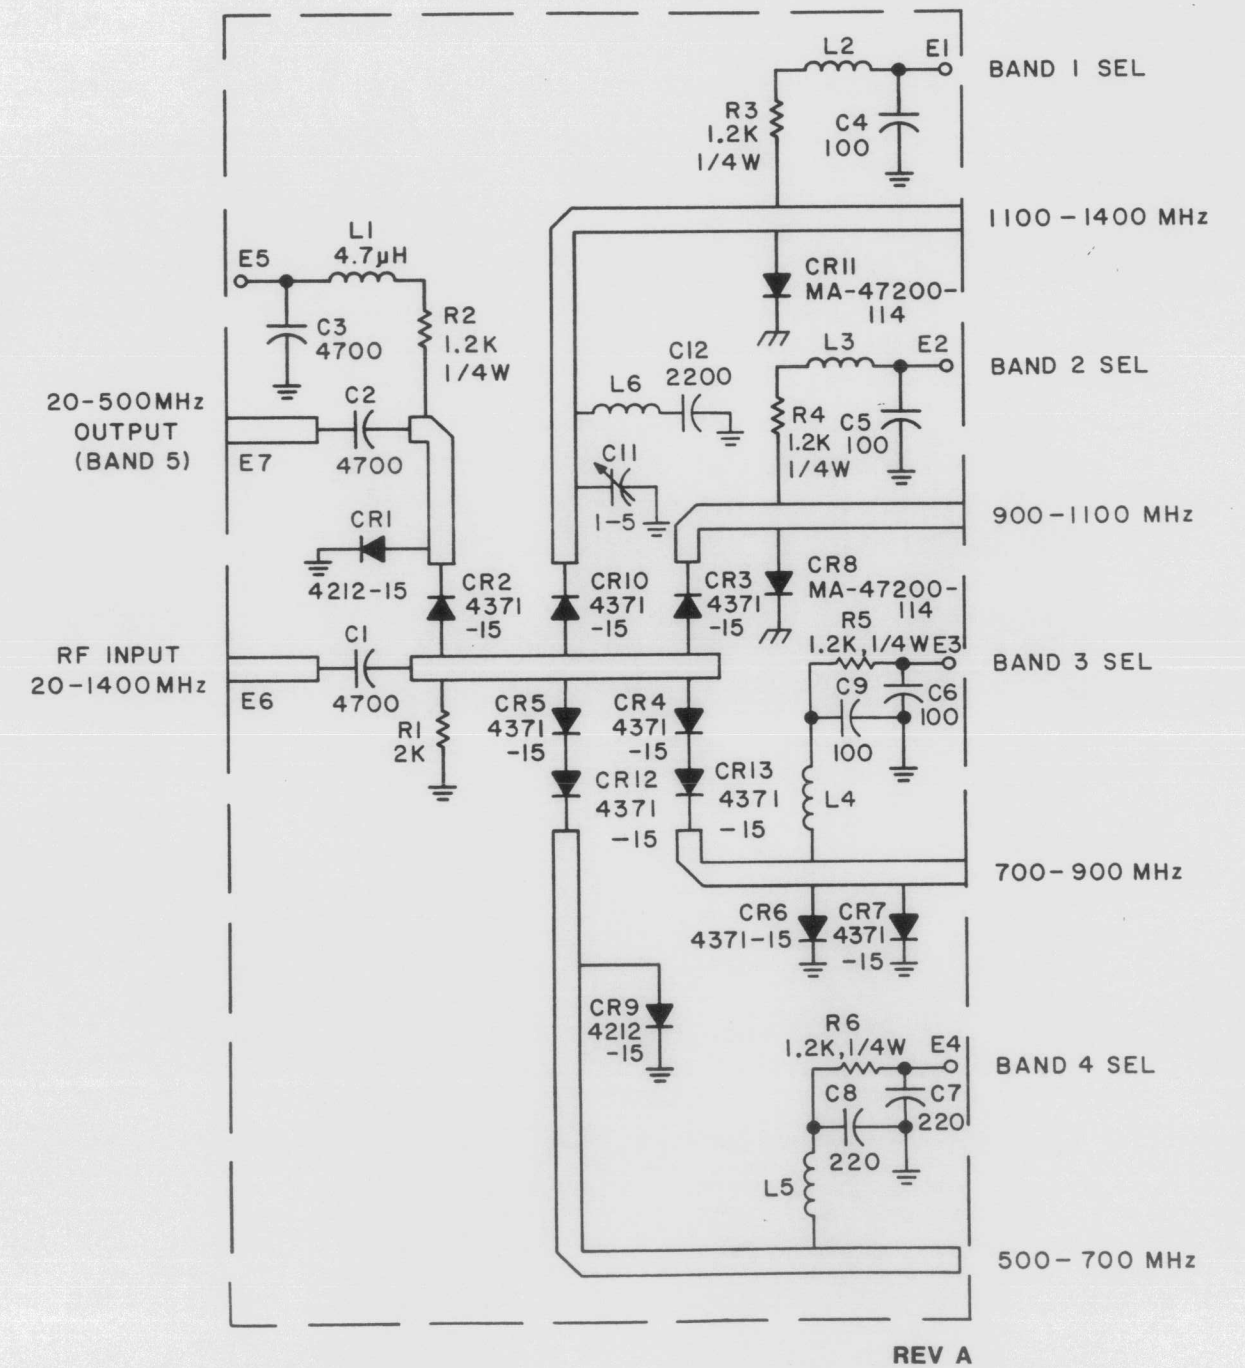 L2
E1
BAND 1 SEL
R3
1.2K
1/4W
C4
100
1100-1400 MHz
L1
4.7µH
E5
C3
4700
R2
1.2K
1/4W
CR11
MA-47200-
114
L3
E2
BAND 2 SEL
C12
2200
L6
R4
1.2K
1/4W
C5
100
20-500MHz
OUTPUT
(BAND 5)
E7
C2
4700
C11
1-5
900-1100 MHz
CR1
4212-15
CR2
4371
-15
CR10
4371
-15
CR3
4371
-15
CR8
MA-47200-
114
R5
1.2K,1/4W
E3
BAND 3 SEL
RF INPUT
20-1400MHz
E6
C1
4700
C9
100
C6
100
R1
2K
CR5
4371
-15
CR4
4371
-15
CR12
4371
-15
CR13
4371
-15
L4
700-900 MHz
CR6
4371-15
CR7
4371
-15
CR9
4212
-15
R6
1.2K,1/4W
E4
BAND 4 SEL
C8
220
C7
220
L5
500-700 MHz
REV A